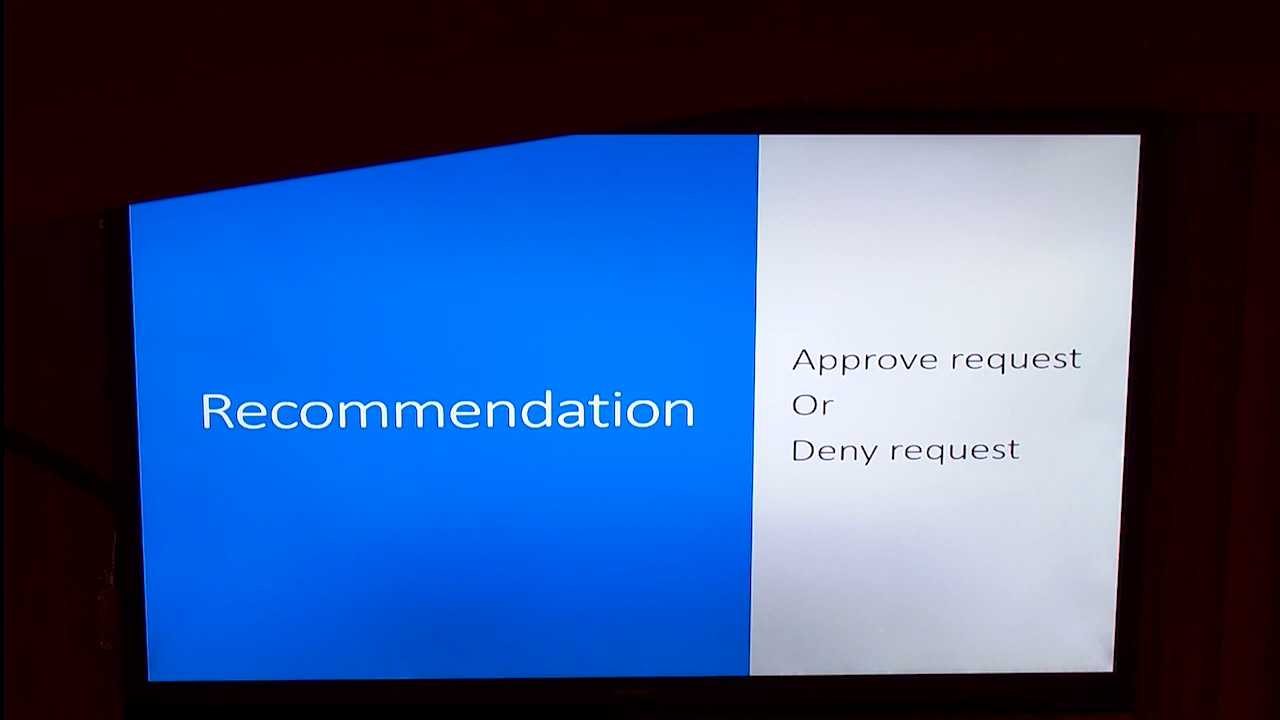 Recommendation
Approve request
Or
Deny request